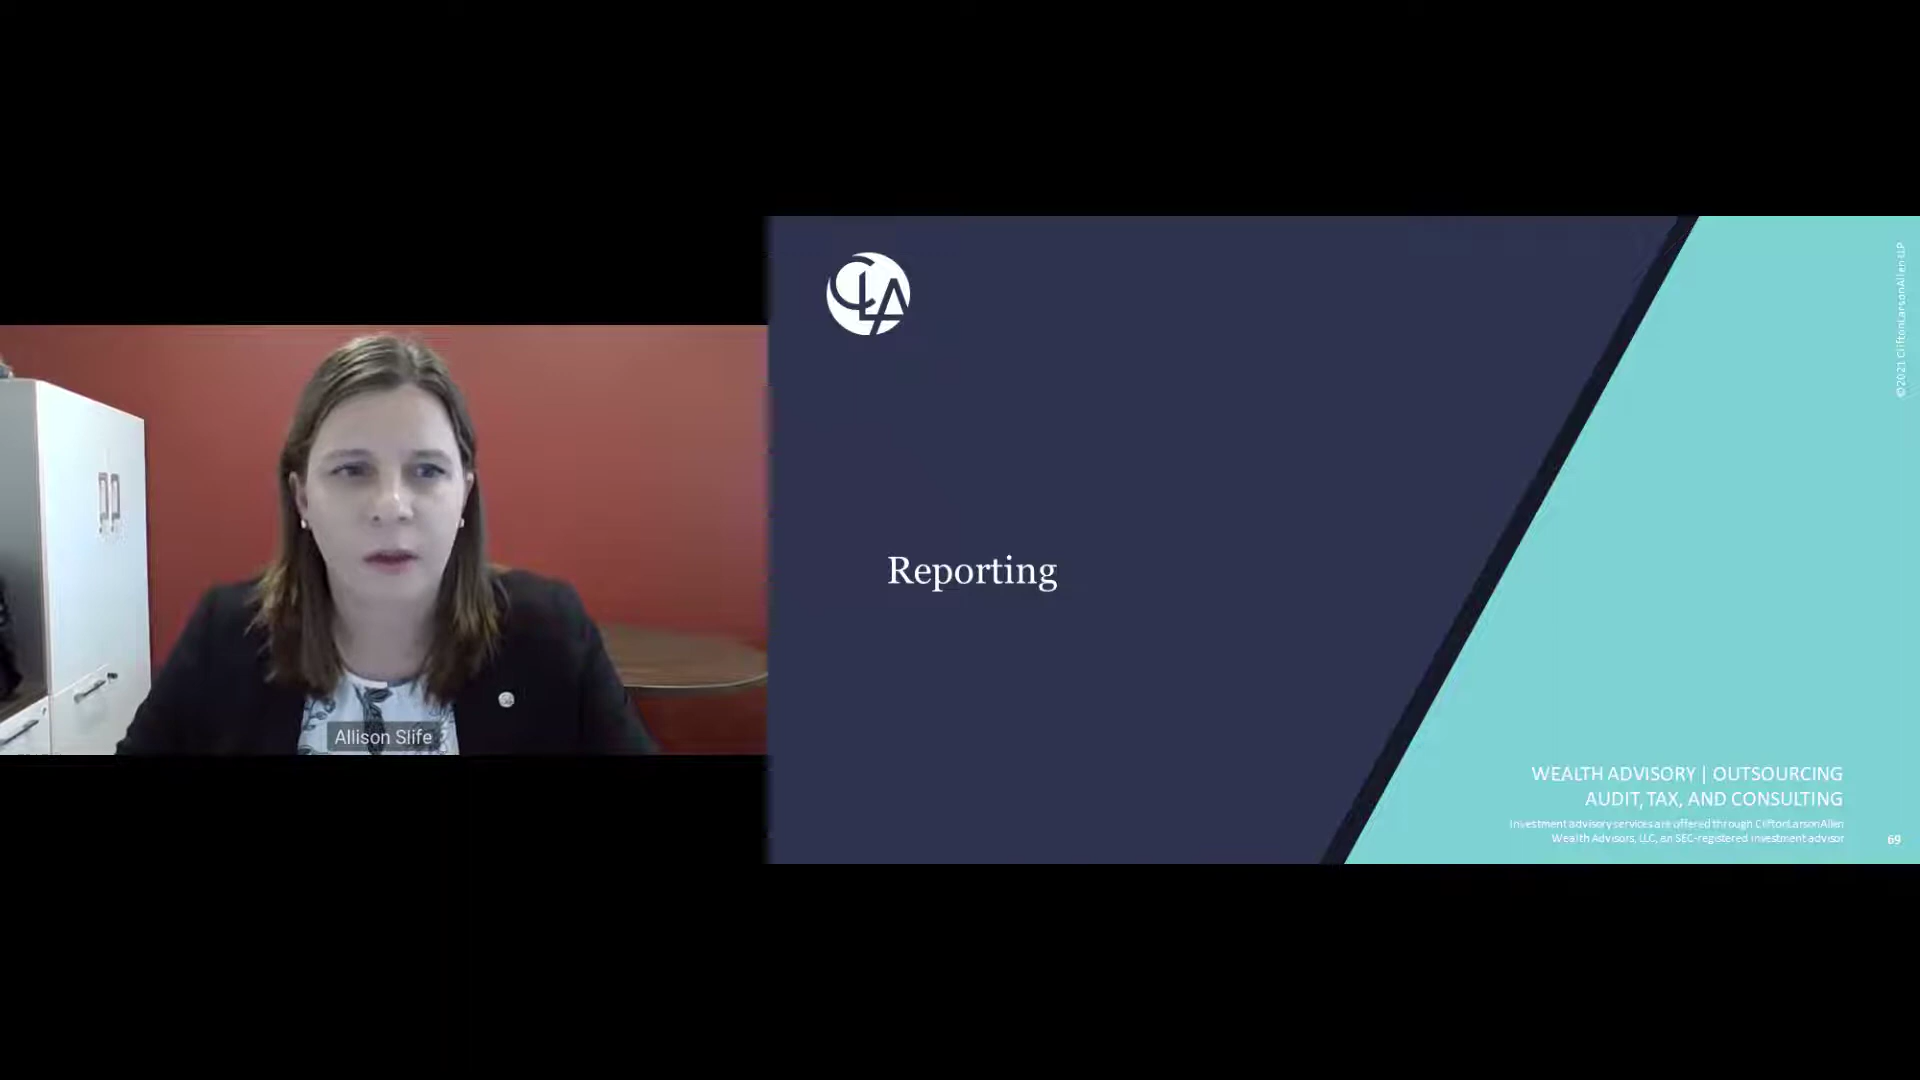 Allison Slife
CLA
Reporting
©2021 CliftonLarsonAllen LLP
WEALTH ADVISORY | OUTSOURCING
AUDIT, TAX, AND CONSULTING
Investment advisory services are offered through CliftonLarsonAllen
Wealth Advisors, LLC, an SEC-registered investment advisor
69